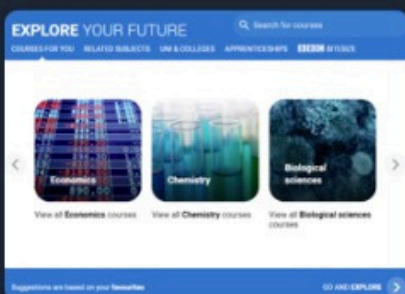 EXPLORE YOUR FUTURE
Search for courses
COURSES FOR YOU RELATED SUBJECTS UNI & COLLEGES APPRENTICESHIPS BBC BITESIZE
Economics
Chemistry
Biological
sciences
View all Economics courses
View all Chemistry courses
View all Biological sciences
courses
Suggestions are based on your favourites
GO AND EXPLORE